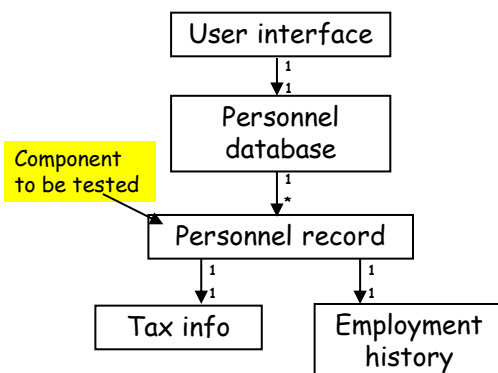 User interface
1
1
Personnel
database
Component
to be tested
1
*
Personnel record
1
1
1
1
Tax info
Employment
history